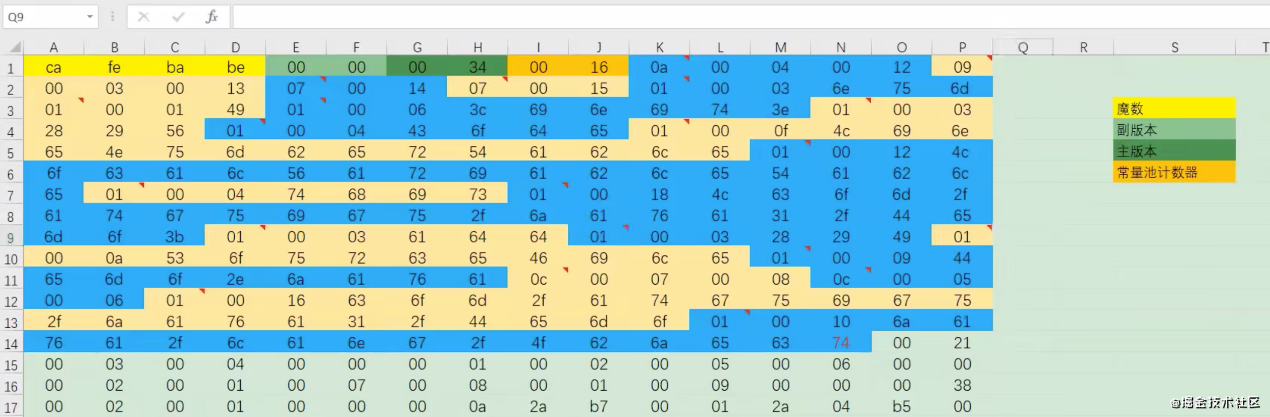 Q9 fx
A B C D E F G H I J K L M N O P Q R S T
1 ca fe ba be 00 00 00 34 00 16 0a 00 04 00 12 09
2 00 03 00 13 07 00 14 07 00 15 01 00 03 6e 75 6d
3 01 00 01 49 01 00 06 3c 69 6e 69 74 3e 01 00 03 魔数
4 28 29 56 01 00 04 43 6f 64 65 01 00 0f 4c 69 6e 副版本
5 65 4e 75 6d 62 65 72 54 61 62 6c 65 01 00 12 4c 主版本
6 6f 63 61 6c 56 61 72 69 61 62 6c 65 54 61 62 6c 常量池计数器
7 65 01 00 04 74 68 69 73 01 00 18 4c 63 6f 6d 2f
8 61 74 67 75 69 67 75 2f 6a 61 76 61 31 2f 44 65
9 6d 6f 3b 01 00 03 61 64 64 01 00 03 28 29 49 01
10 00 0a 53 6f 75 72 63 65 46 69 6c 65 01 00 09 44
11 65 6d 6f 2e 6a 61 76 61 0c 00 07 00 08 0c 00 05
12 00 06 01 00 16 63 6f 6d 2f 61 74 67 75 69 67 75
13 2f 6a 61 76 61 31 2f 44 65 6d 6f 01 00 10 6a 61
14 76 61 2f 6c 61 6e 67 2f 4f 62 6a 65 63 74 00 21
15 00 03 00 04 00 00 00 01 00 02 00 05 00 06 00 00
16 00 02 00 01 00 07 00 08 00 01 00 09 00 00 00 38
17 00 02 00 01 00 00 00 0a 2a b7 00 01 2a 04 b5 00
@掘金技术社区